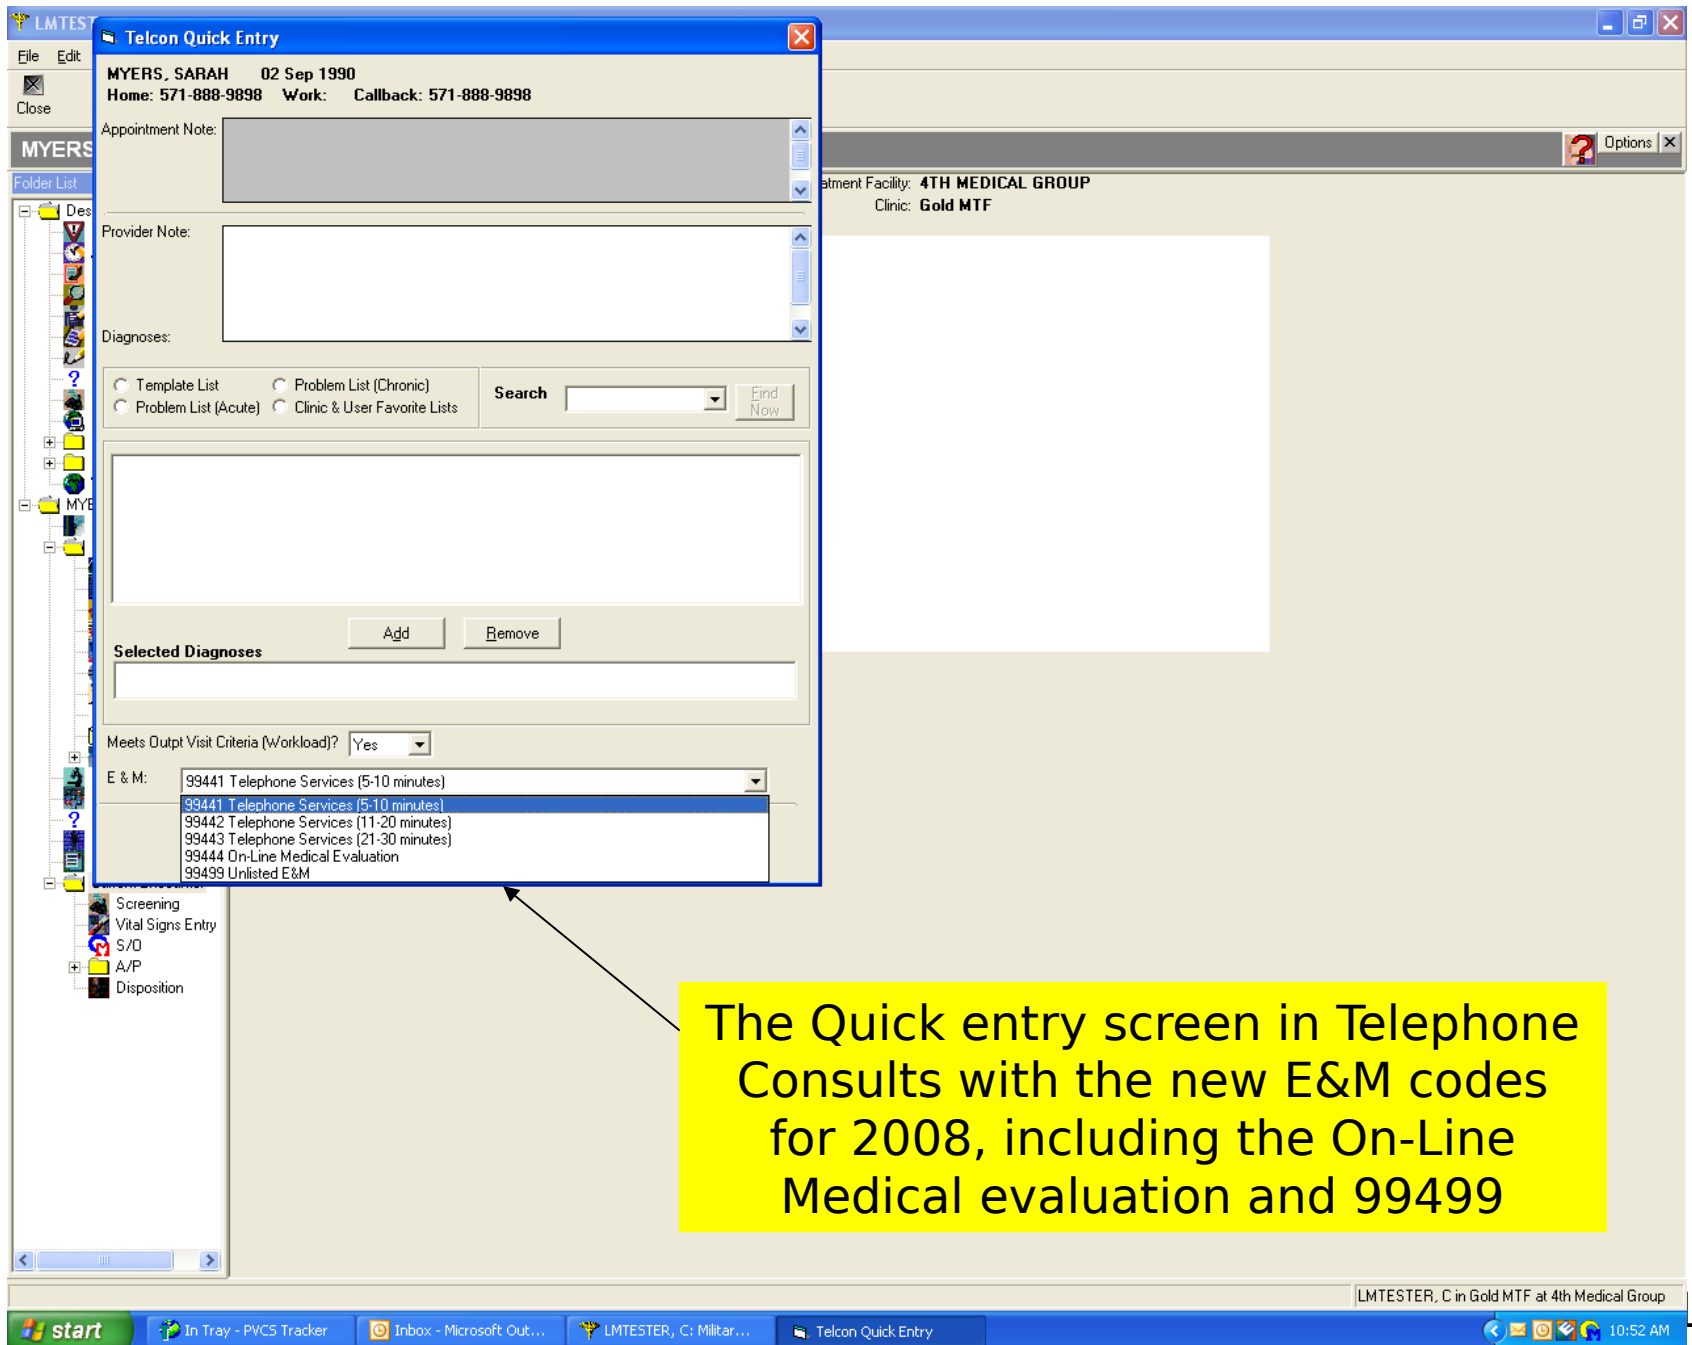 LMTEST
Telcon Quick Entry
File Edit
MYERS, SARAH 02 Sep 1990
Home: 571-888-9898 Work: Callback: 571-888-9898
Close
Appointment Note:
MYERS
Options
Folder List
atment Facility: 4TH MEDICAL GROUP
Clinic: Gold MTF
Des
Provider Note:
Diagnoses:
Template List
Problem List (Chronic)
Problem List (Acute)
Clinic & User Favorite Lists
Search
Find Now
MYE
Add
Remove
Selected Diagnoses
Meets Outpt Visit Criteria (Workload)? Yes
E & M: 99441 Telephone Services (5-10 minutes)
99441 Telephone Services (5-10 minutes)
99442 Telephone Services (11-20 minutes)
99443 Telephone Services (21-30 minutes)
99444 On-Line Medical Evaluation
99499 Unlisted E&M
Screening
Vital Signs Entry
S/O
A/P
Disposition
The Quick entry screen in Telephone
Consults with the new E&M codes
for 2008, including the On-Line
Medical evaluation and 99499
LMTESTER, C in Gold MTF at 4th Medical Group
start
In Tray - PVCS Tracker
Inbox - Microsoft Out...
LMTESTER, C: Militar...
Telcon Quick Entry
10:52 AM